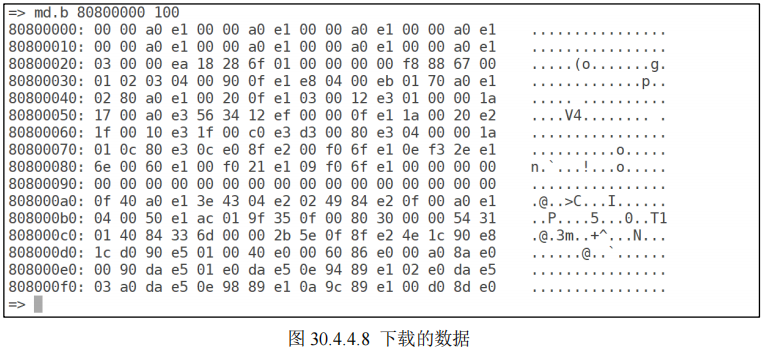 => md.b 80800000 100
80800000: 00 00 a0 e1 00 00 a0 e1 00 00 a0 e1 00 00 a0 e1    ................
80800010: 00 00 a0 e1 00 00 a0 e1 00 00 a0 e1 00 00 a0 e1    ................
80800020: 03 00 00 ea 18 28 6f 01 00 00 00 00 f8 88 67 00    .....(o.......g.
80800030: 01 02 03 04 00 90 0f e1 e8 04 00 eb 01 70 a0 e1    .............p..
80800040: 02 80 a0 e1 00 20 0f e1 03 00 12 e3 01 00 00 1a    ..... ..........
80800050: 17 00 a0 e3 56 34 12 ef 00 00 0f e1 1a 00 20 e2    ....V4........ .
80800060: 1f 00 10 e3 1f 00 c0 e3 d3 00 80 e3 04 00 00 1a    ................
80800070: 01 0c 80 e3 0c e0 8f e2 00 f0 6f e1 0e f3 2e e1    ..........o.....
80800080: 6e 00 60 e1 00 f0 21 e1 09 f0 6f e1 00 00 00 00    n.`...!...o.....
80800090: 00 00 00 00 00 00 00 00 00 00 00 00 00 00 00 00    ................
808000a0: 0f 40 a0 e1 3e 43 04 e2 02 49 84 e2 0f 00 a0 e1    .@..>C...I......
808000b0: 04 00 50 e1 ac 01 9f 35 0f 00 80 30 00 00 54 31    ..P....5...0..T1
808000c0: 01 40 84 33 6d 00 00 2b 5e 0f 8f e2 4e 1c 90 e8    .@.3m..+^...N...
808000d0: 1c d0 90 e5 01 00 40 e0 00 60 86 e0 00 a0 8a e0    ......@..`......
808000e0: 00 90 da e5 01 e0 da e5 0e 94 89 e1 02 e0 da e5    ................
808000f0: 03 a0 da e5 0e 98 89 e1 0a 9c 89 e1 00 d0 8d e0    ................
=>
图 30.4.4.8 下载的数据